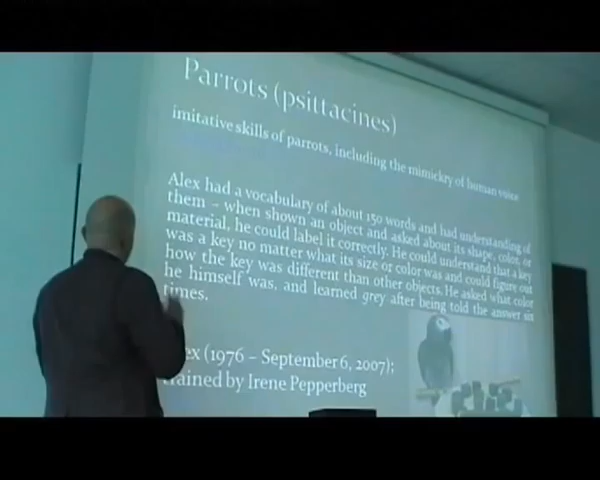 Parrots (psittacines)
imitative skills of parrots, including the mimickry of human voice
Alex had a vocabulary of about 150 words and had understanding of
them – when shown an object and asked about its shape, color, or
material, he could label it correctly. He could understand that a key
was a key no matter what its size or color was and could figure out
how the key was different than other objects. He asked what color
he himself was, and learned grey after being told the answer six
times.
ex (1976 – September 6, 2007);
rained by Irene Pepperberg